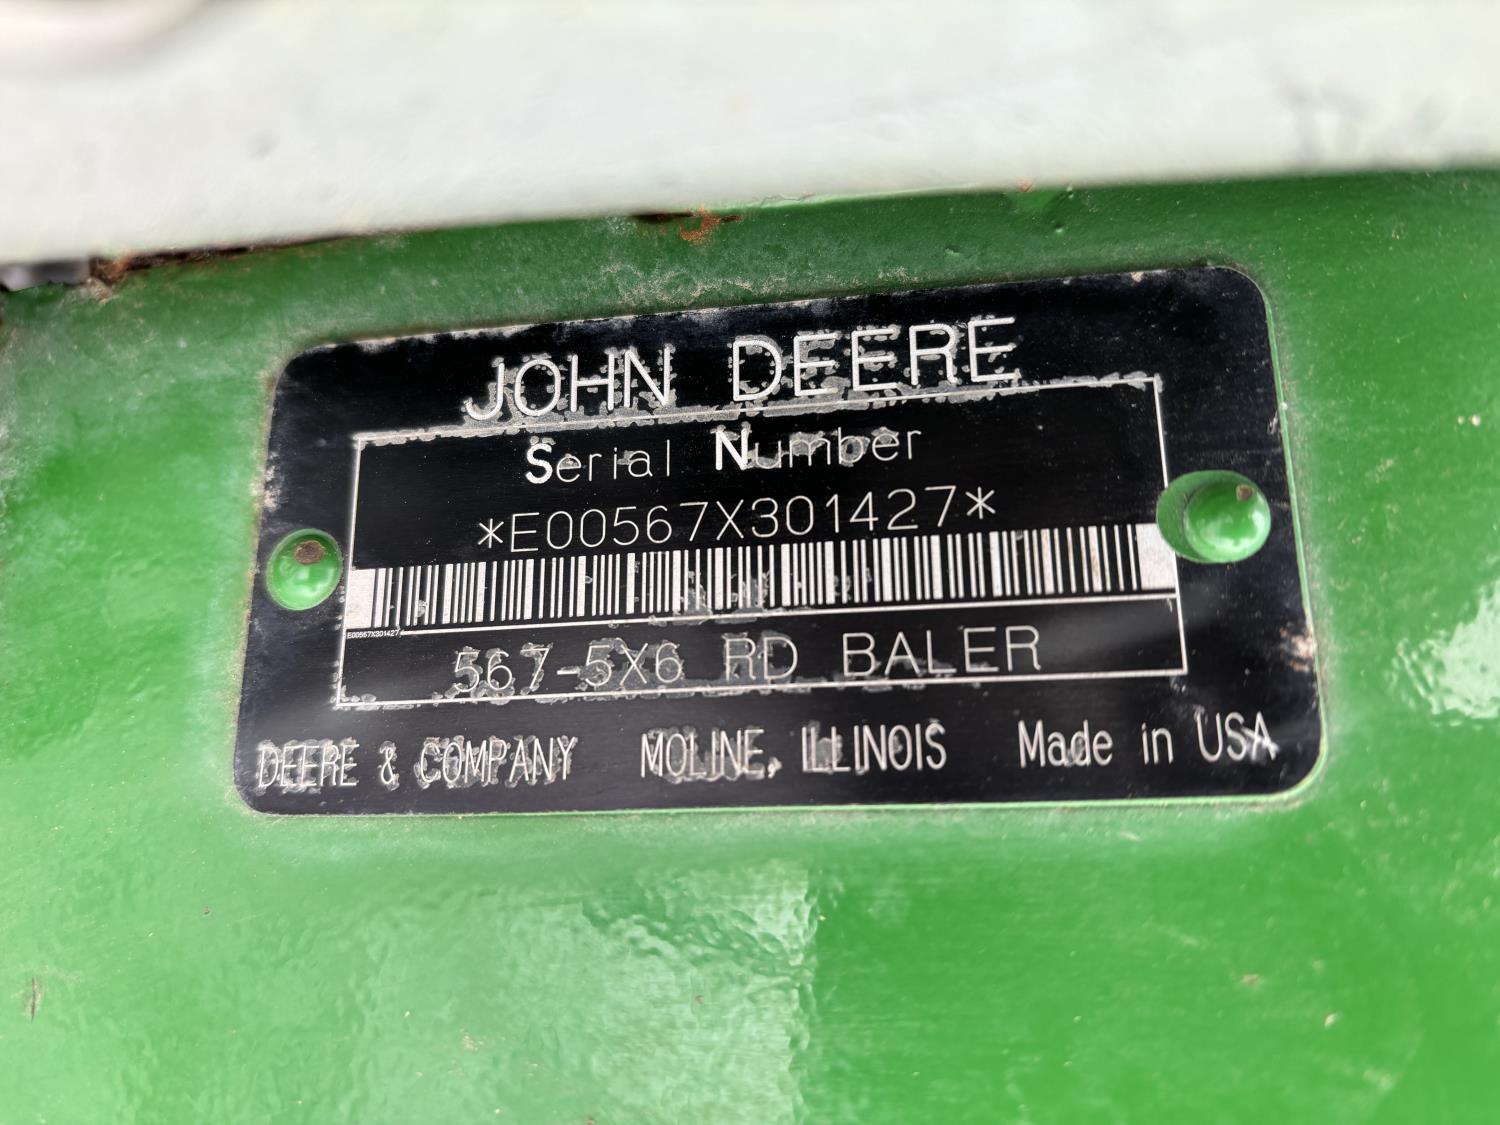 JOHN DEERE
Serial Number
*E00567X301427*
E00567X301427
567-5X6 RD BALER
DEERE & COMPANY MOLINE, ILLINOIS Made in USA